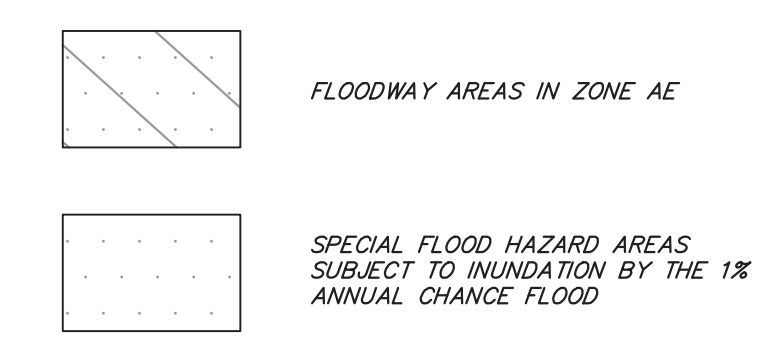 FLOODWAY AREAS IN ZONE AE
SPECIAL FLOOD HAZARD AREAS
SUBJECT TO INUNDATION BY THE 1%
ANNUAL CHANCE FLOOD